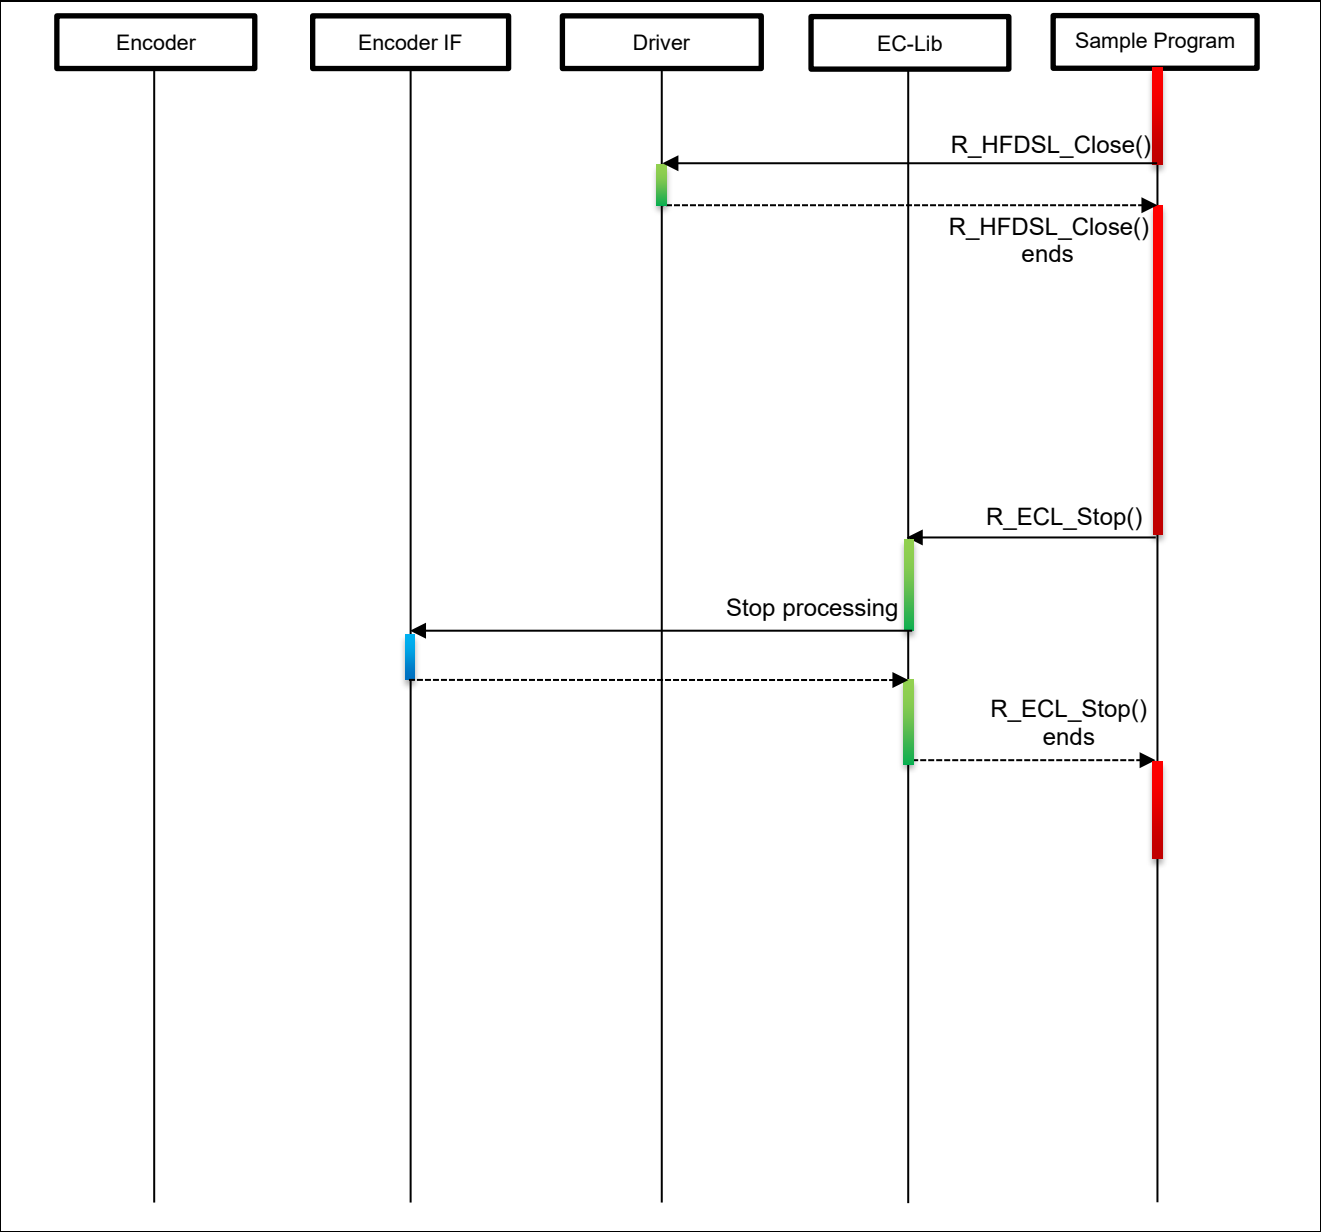 Encoder
Encoder IF
Driver
EC-Lib
Sample Program
R_HFDSL_Close()
R_HFDSL_Close()
ends
R_ECL_Stop()
Stop processing
R_ECL_Stop()
ends